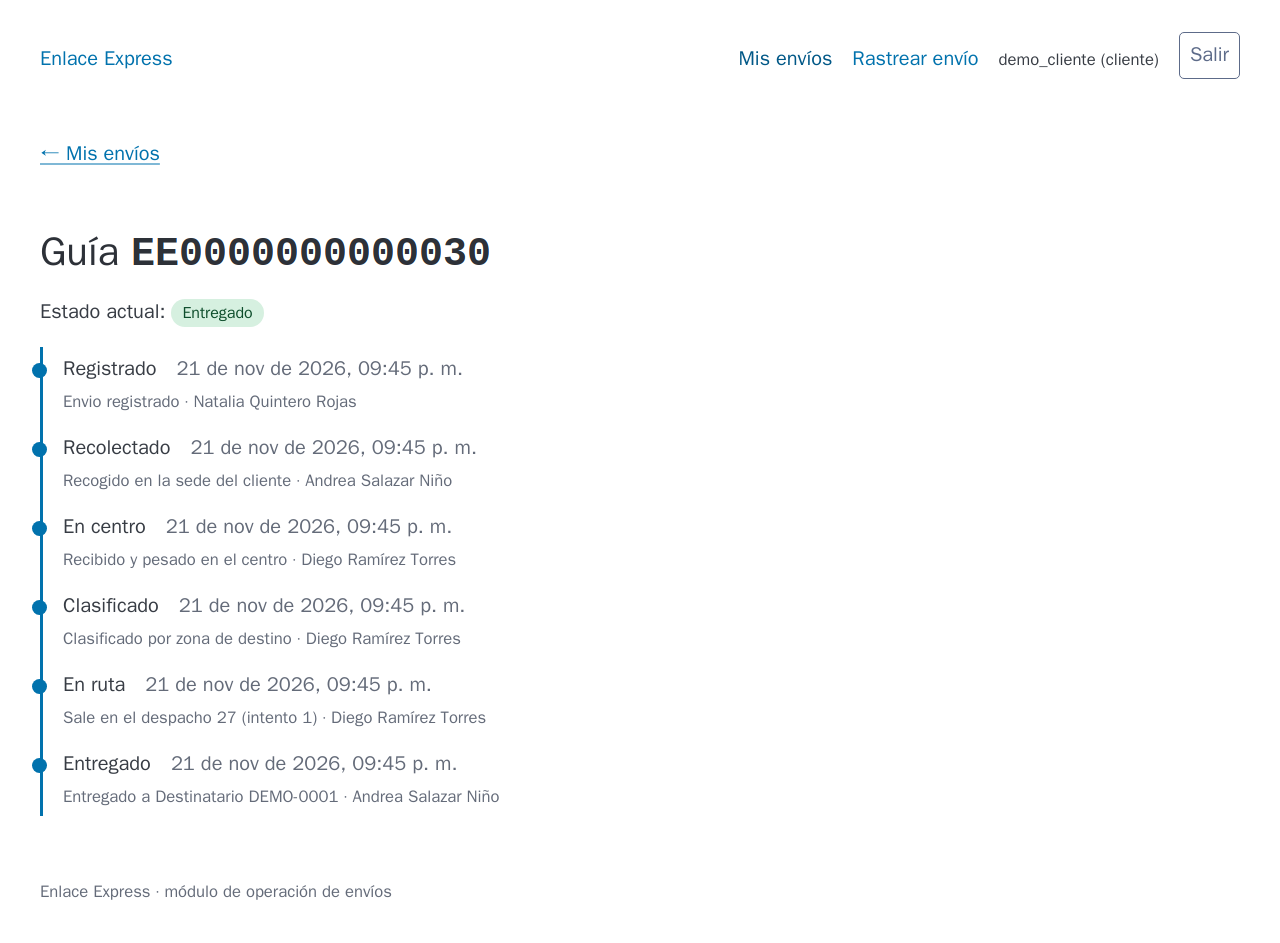 Enlace Express
Mis envíos Rastrear envío demo_cliente (cliente) Salir
← Mis envíos
Guía EE0000000000030
Estado actual: Entregado
Registrado 21 de nov de 2026, 09:45 p. m.
Envio registrado · Natalia Quintero Rojas
Recolectado 21 de nov de 2026, 09:45 p. m.
Recogido en la sede del cliente · Andrea Salazar Niño
En centro 21 de nov de 2026, 09:45 p. m.
Recibido y pesado en el centro · Diego Ramírez Torres
Clasificado 21 de nov de 2026, 09:45 p. m.
Clasificado por zona de destino · Diego Ramírez Torres
En ruta 21 de nov de 2026, 09:45 p. m.
Sale en el despacho 27 (intento 1) · Diego Ramírez Torres
Entregado 21 de nov de 2026, 09:45 p. m.
Entregado a Destinatario DEMO-0001 · Andrea Salazar Niño
Enlace Express · módulo de operación de envíos